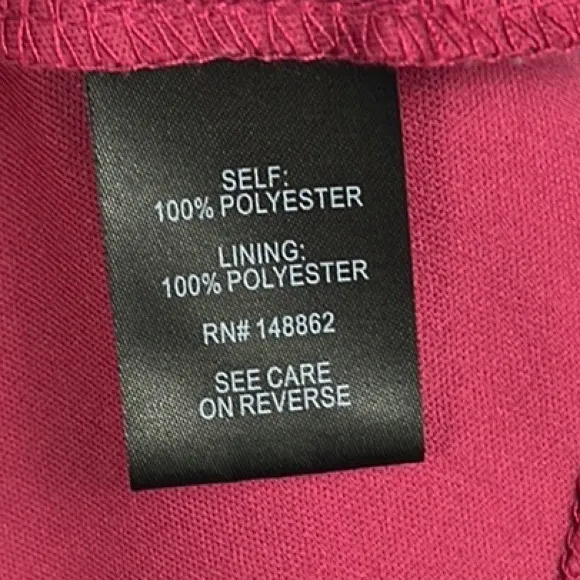 SELF:
100% POLYESTER
LINING:
100% POLYESTER
RN# 148862
SEE CARE
ON REVERSE